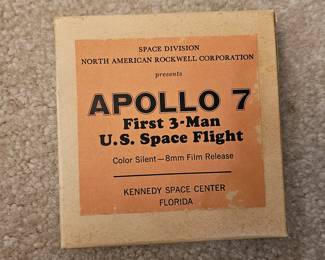 SPACE DIVISION
NORTH AMERICAN ROCKWELL CORPORATION
presents
APOLLO 7
First 3-Man
U.S. Space Flight
Color Silent—8mm Film Release
KENNEDY SPACE CENTER
FLORIDA